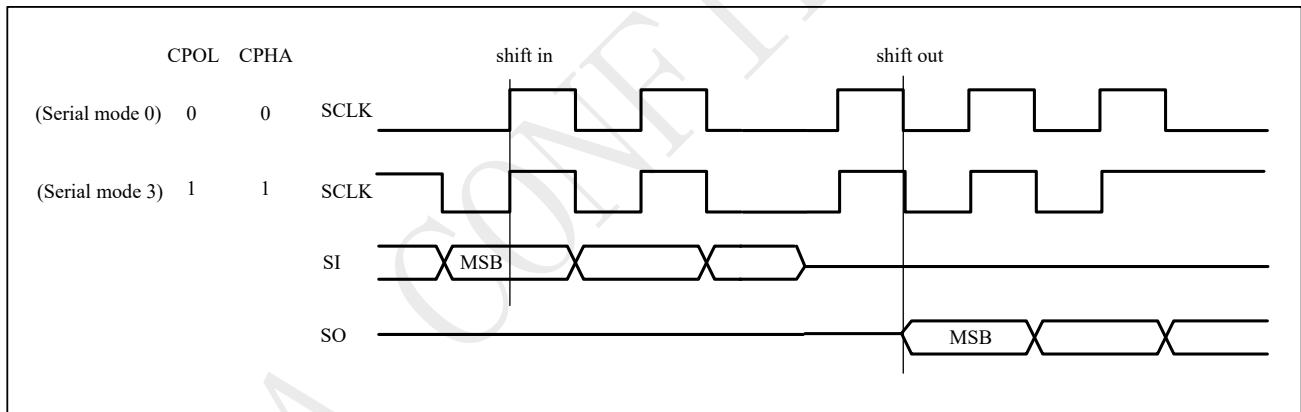 CPOL CPHA shift in shift out
(Serial mode 0) 0 0 SCLK
(Serial mode 3) 1 1 SCLK
SI MSB
SO MSB